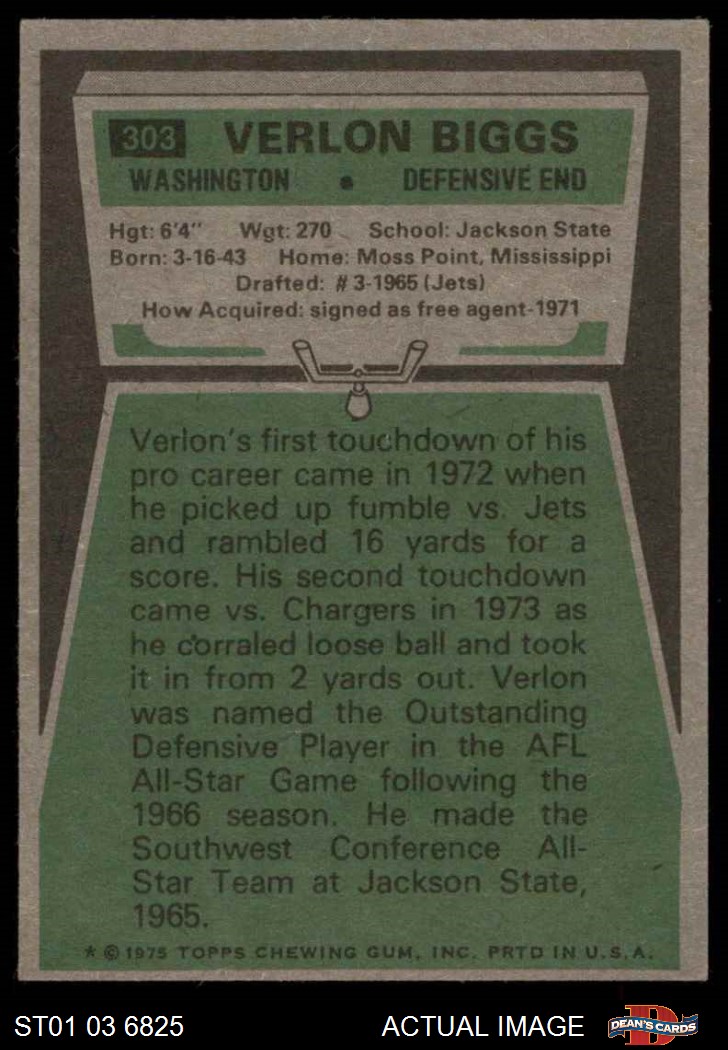 303 VERLON BIGGS
WASHINGTON • DEFENSIVE END
Hgt: 6'4" Wgt: 270 School: Jackson State
Born: 3-16-43 Home: Moss Point, Mississippi
Drafted: # 3-1965 (Jets)
How Acquired: signed as free agent-1971
Verlon's first touchdown of his
pro career came in 1972 when
he picked up fumble vs. Jets
and rambled 16 yards for a
score. His second touchdown
came vs. Chargers in 1973 as
he corraled loose ball and took
it in from 2 yards out. Verlon
was named the Outstanding
Defensive Player in the AFL
All-Star Game following the
1966 season. He made the
Southwest Conference All-
Star Team at Jackson State,
1965.
* © 1975 TOPPS CHEWING GUM, INC. PRTD IN U.S.A.
ST01 03 6825 ACTUAL IMAGE D DEAN'S CARDS